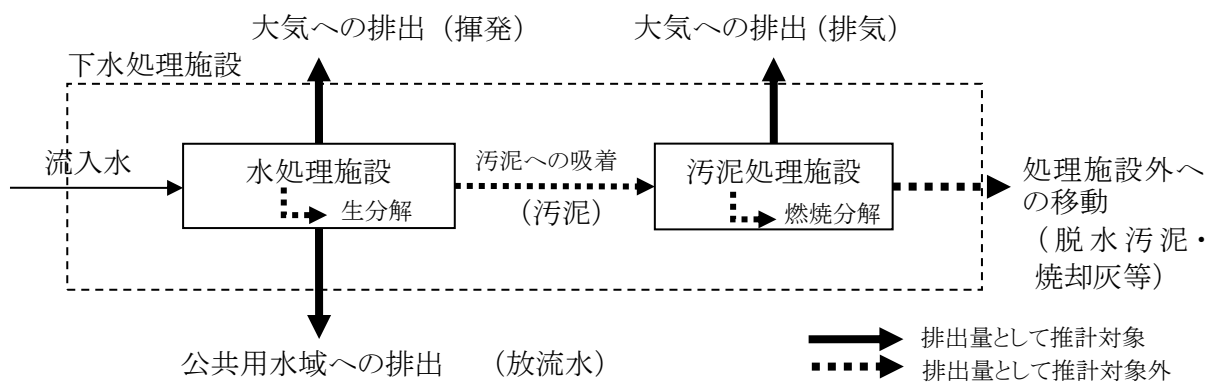 大気への排出（揮発）
大気への排出（排気）
下水処理施設
流入水
水処理施設
生分解
汚泥への吸着
（汚泥）
汚泥処理施設
燃焼分解
処理施設外へ
の移動
（脱水汚泥・
焼却灰等）
公共用水域への排出　（放流水）
排出量として推計対象
排出量として推計対象外